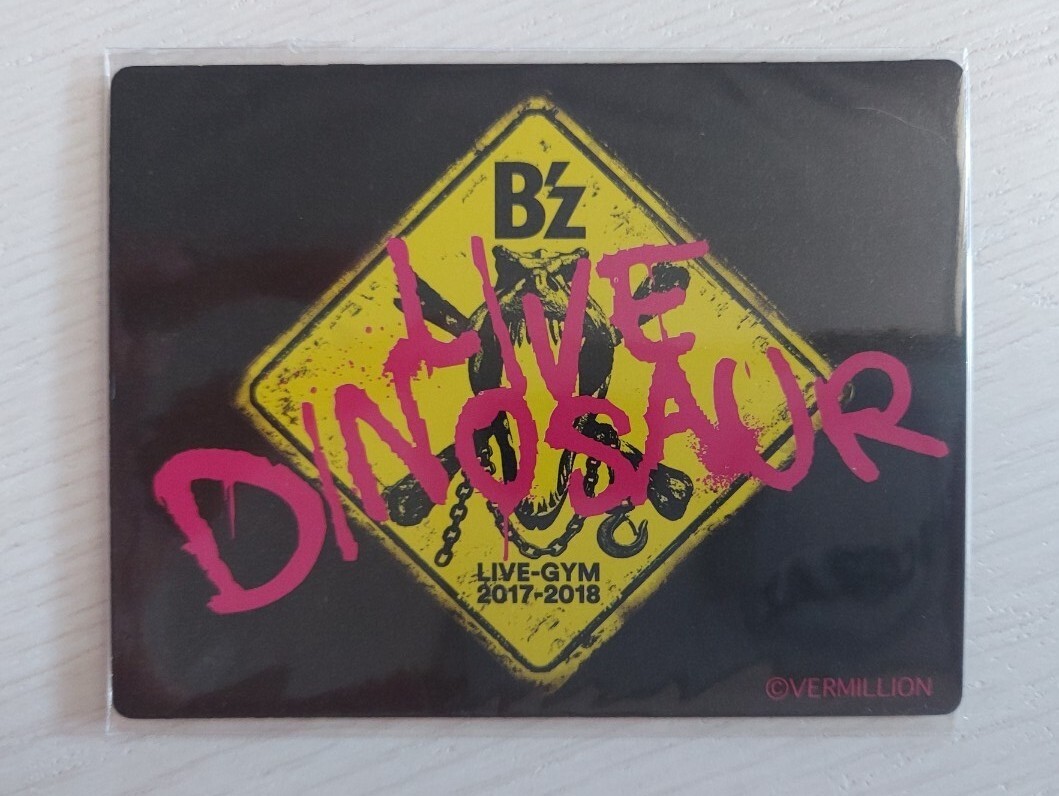 B'z
LIVE
DINOSAUR
LIVE-GYM
2017-2018
©VERMILLION